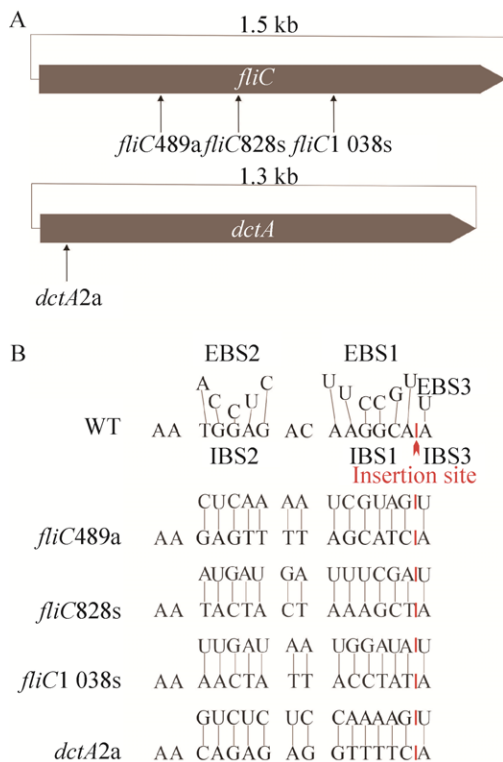 A
1.5 kb
fliC
fliC489a fliC828s fliC1 038s
1.3 kb
dctA
dctA2a
B
EBS2 EBS1
A C C U C U U C C G U EBS3 U
WT AA TGGAG AC AAGGCA A
IBS2 IBS1 IBS3
Insertion site
CUCAA AA UCGUAG U
fliC489a AA GAGTT TT AGCATC A
AUGAU GA UUUCGA U
fliC828s AA TACTA CT AAAGCT A
UUGAU AA UGGAUA U
fliC1 038s AA AACTA TT ACCTAT A
GUCUC UC CAAAAG U
dctA2a AA CAGAG AG GTTTTC A